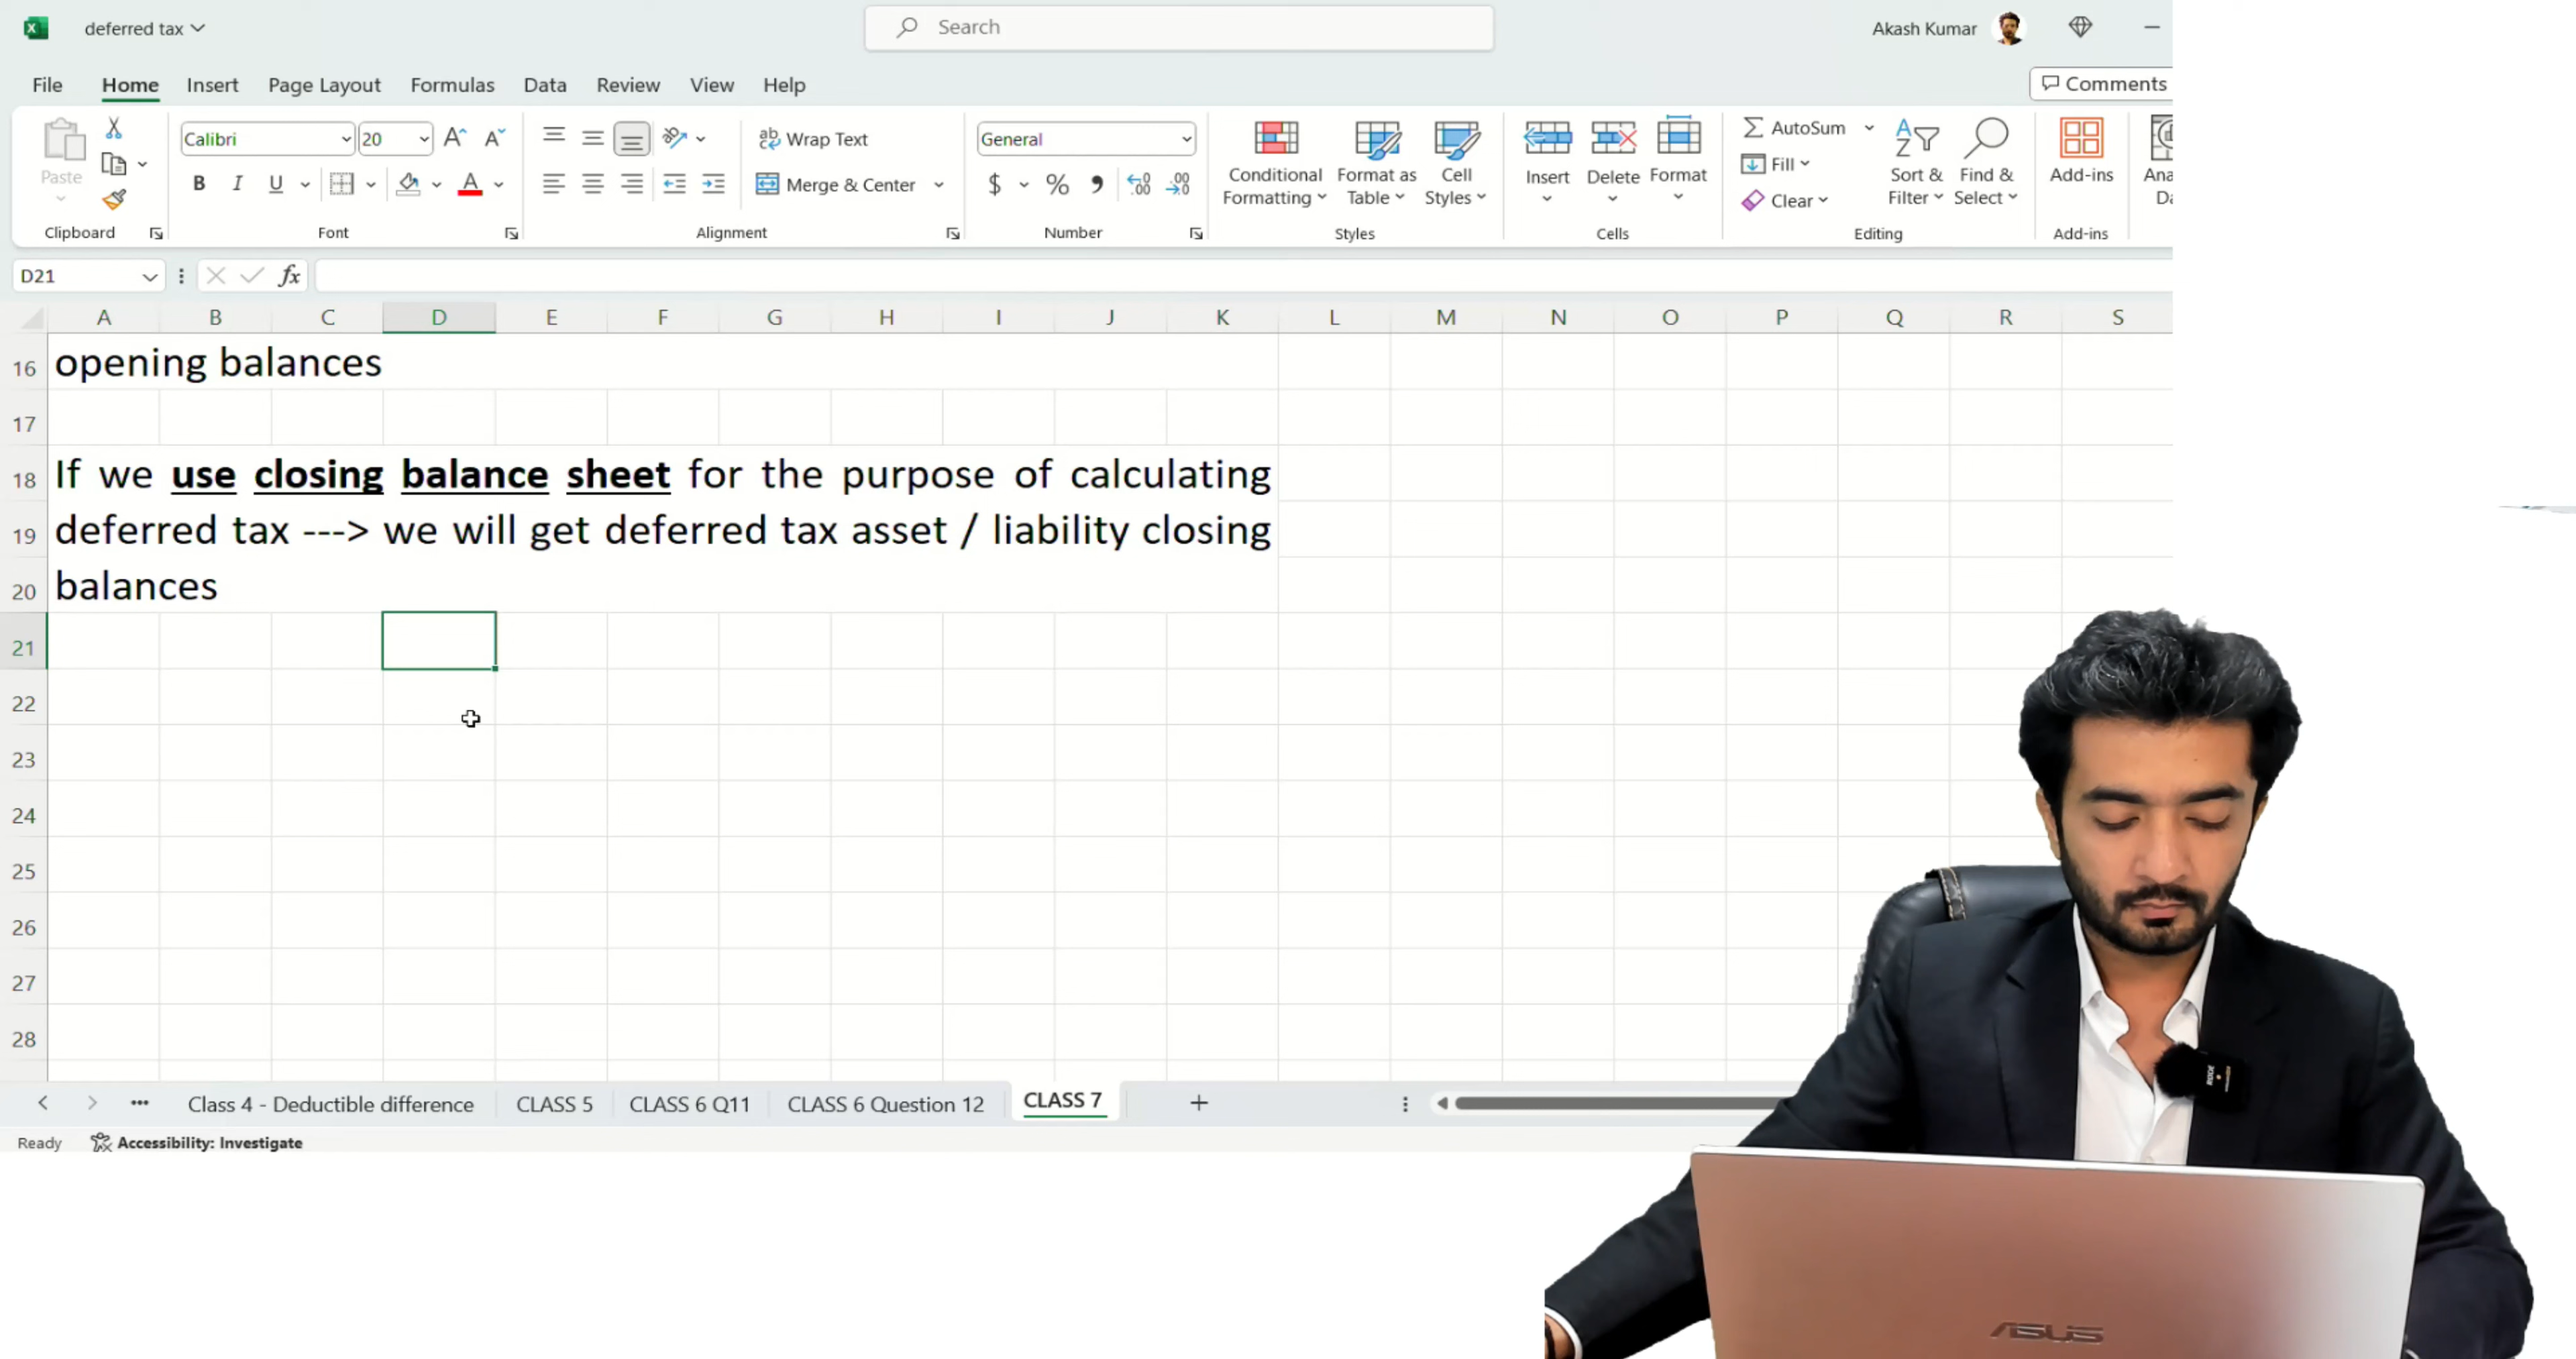 deferred tax
Search
Akash Kumar
File Home Insert Page Layout Formulas Data Review View Help
Comments
Paste
Clipboard
Calibri 20
B I U
Font
Wrap Text
Merge & Center
Alignment
General
$ % ,
Number
Conditional Formatting
Format as Table
Cell Styles
Styles
Insert Delete Format
Cells
AutoSum
Fill
Clear
Sort & Filter
Find & Select
Editing
Add-ins
Add-ins
D21
fx
A B C D E F G H I J K L M N O P Q R S
16 opening balances
17
18 If we use closing balance sheet for the purpose of calculating
19 deferred tax ---> we will get deferred tax asset / liability closing
20 balances
21
22
23
24
25
26
27
28
Class 4 - Deductible difference CLASS 5 CLASS 6 Q11 CLASS 6 Question 12 CLASS 7
Ready Accessibility: Investigate
RODE
ASUS